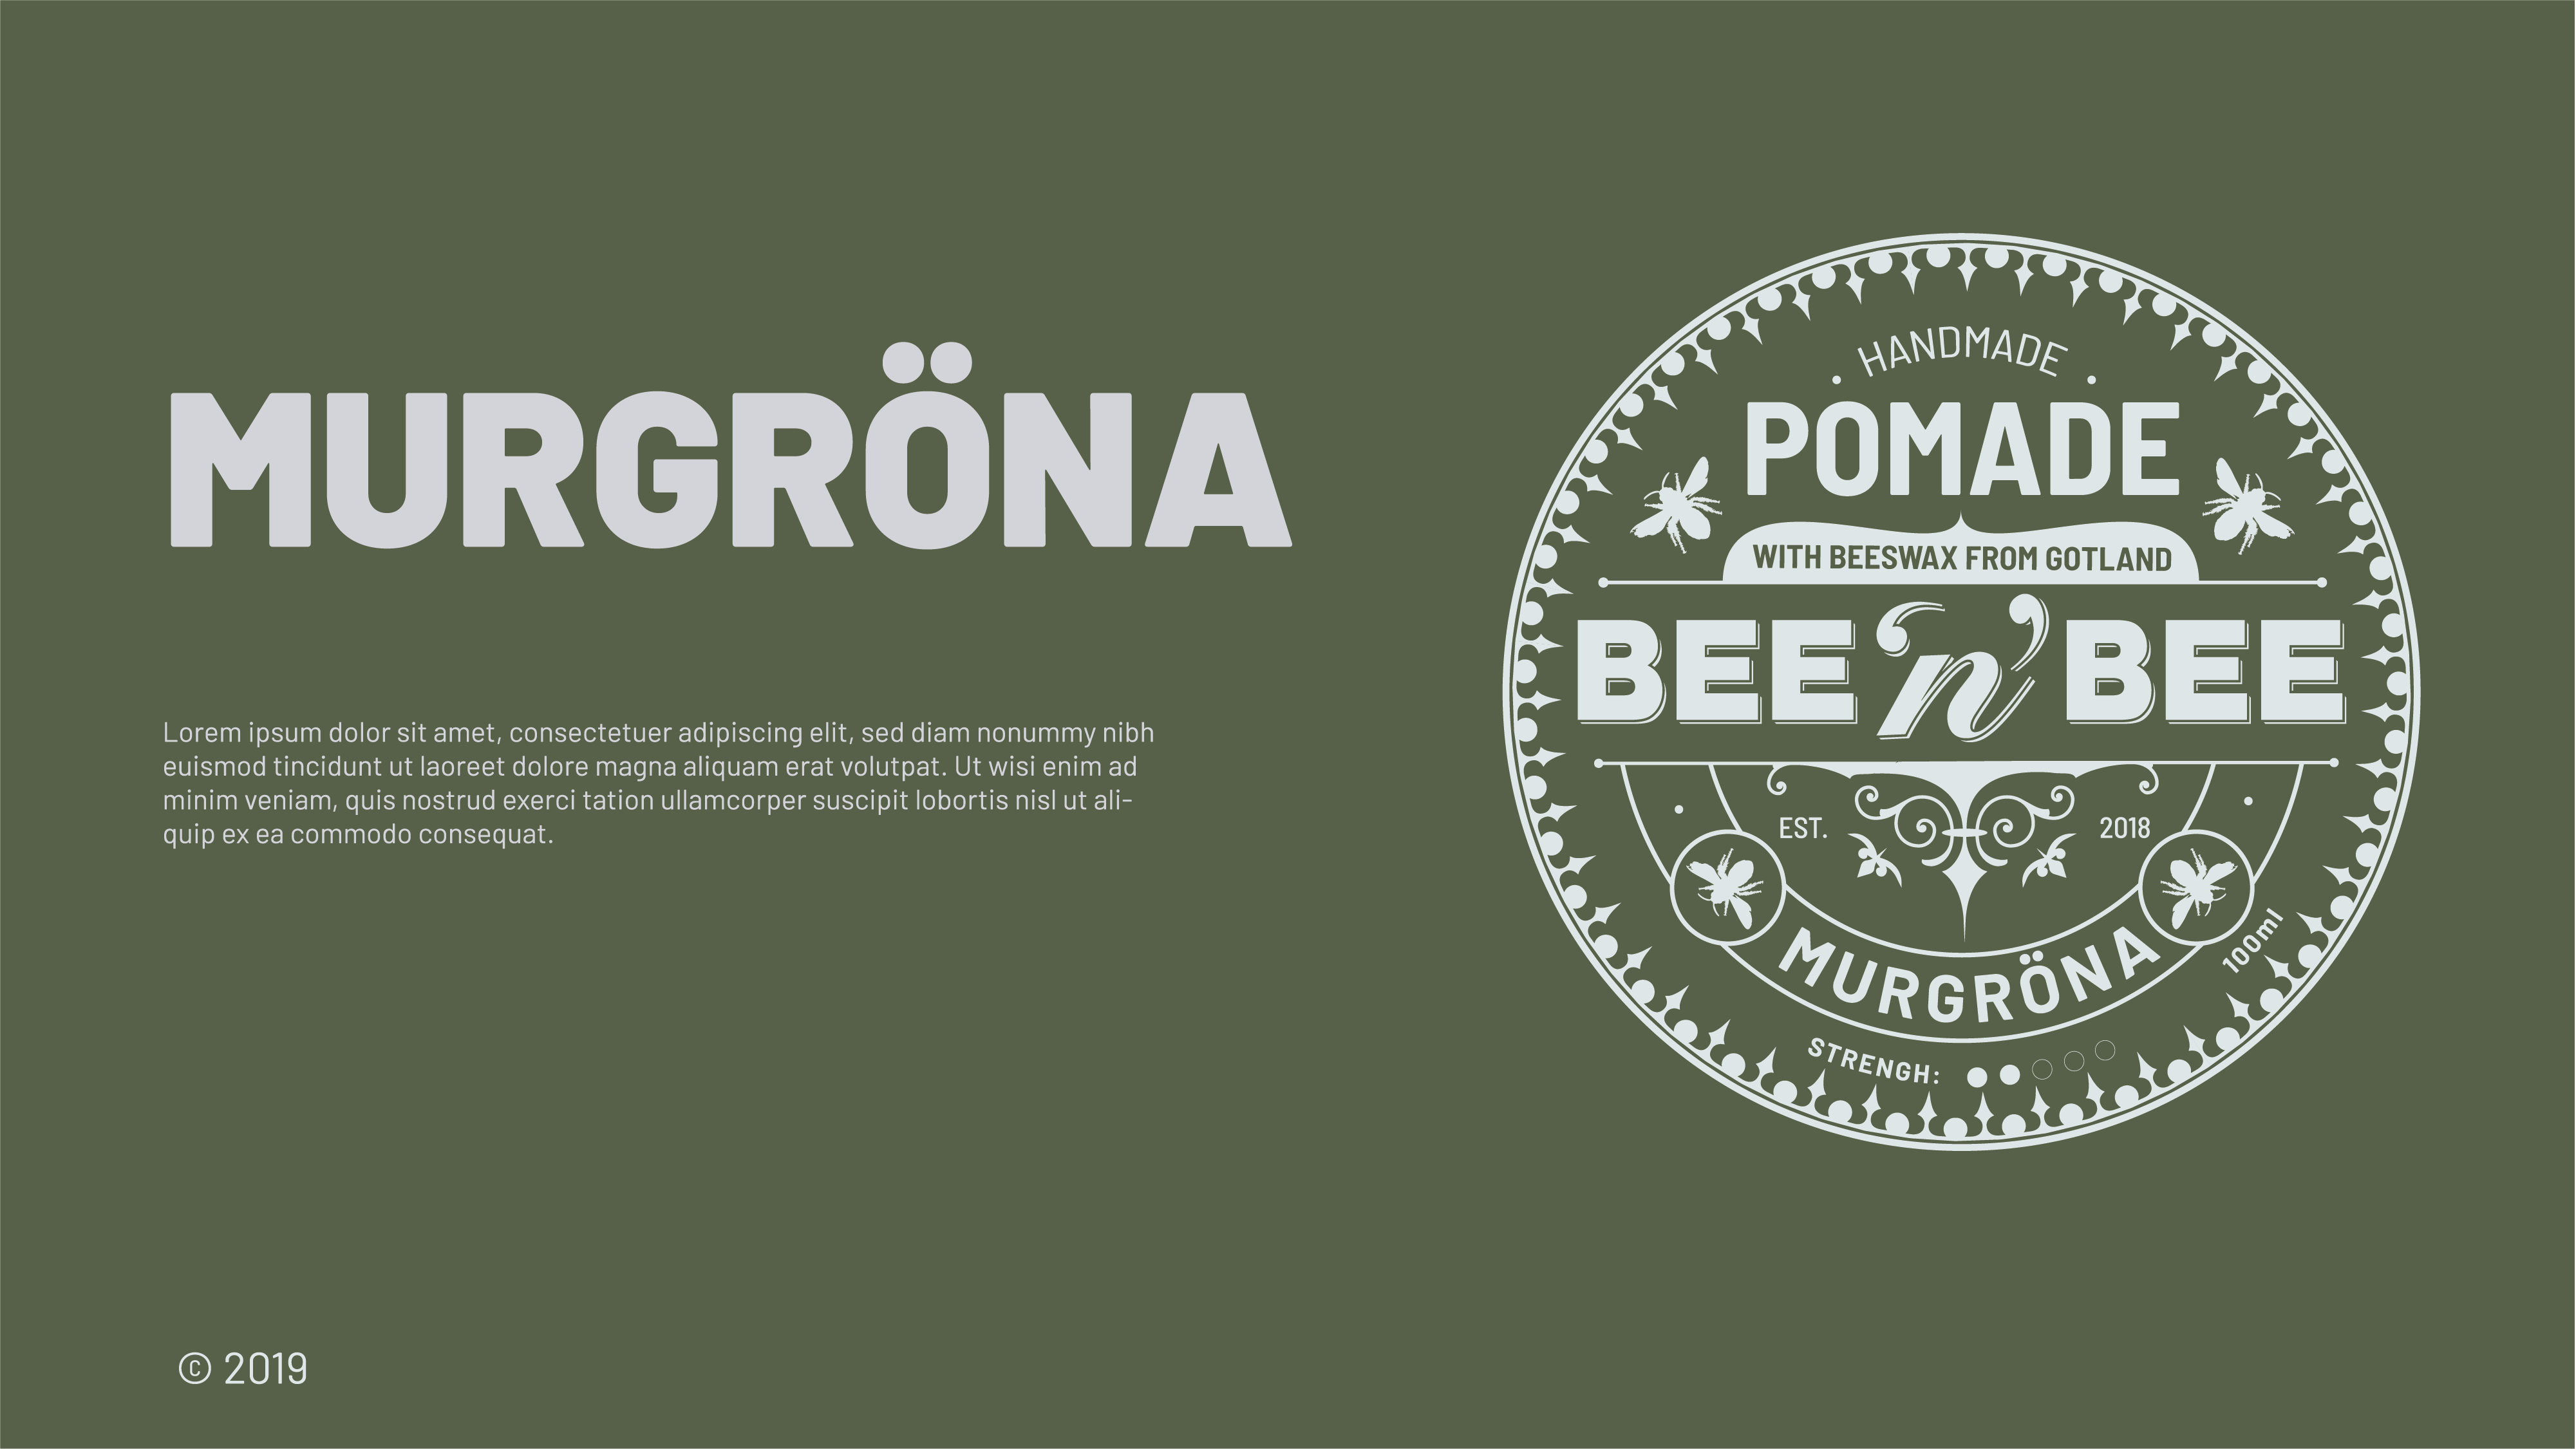 MURGRÖNA
Lorem ipsum dolor sit amet, consectetuer adipiscing elit, sed diam nonummy nibh
euismod tincidunt ut laoreet dolore magna aliquam erat volutpat. Ut wisi enim ad
minim veniam, quis nostrud exerci tation ullamcorper suscipit lobortis nisl ut ali-
quip ex ea commodo consequat.
© 2019
HANDMADE
POMADE
WITH BEESWAX FROM GOTLAND
BEE ‘n’ BEE
EST. 2018
MURGRÖNA
100ml
STRENGH: